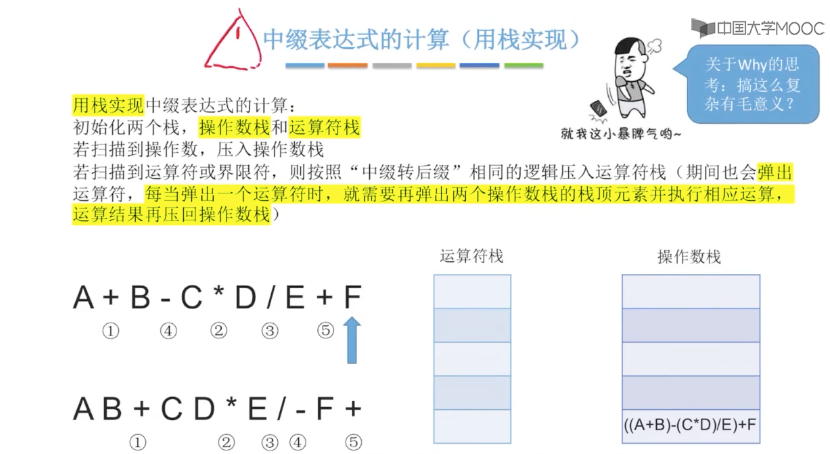 中缀表达式的计算（用栈实现）
中国大学MOOC
关于Why的思
考：搞这么复
杂有毛意义？
就我这小暴脾气哟~
用栈实现中缀表达式的计算：
初始化两个栈，操作数栈和运算符栈
若扫描到操作数，压入操作数栈
若扫描到运算符或界限符，则按照“中缀转后缀”相同的逻辑压入运算符栈（期间也会弹出
运算符，每当弹出一个运算符时，就需要再弹出两个操作数栈的栈顶元素并执行相应运算，
运算结果再压回操作数栈）
运算符栈
操作数栈
A + B - C * D / E + F
① ④ ② ③ ⑤
A B + C D * E / - F +
① ② ③ ④ ⑤
((A+B)-(C*D)/E)+F